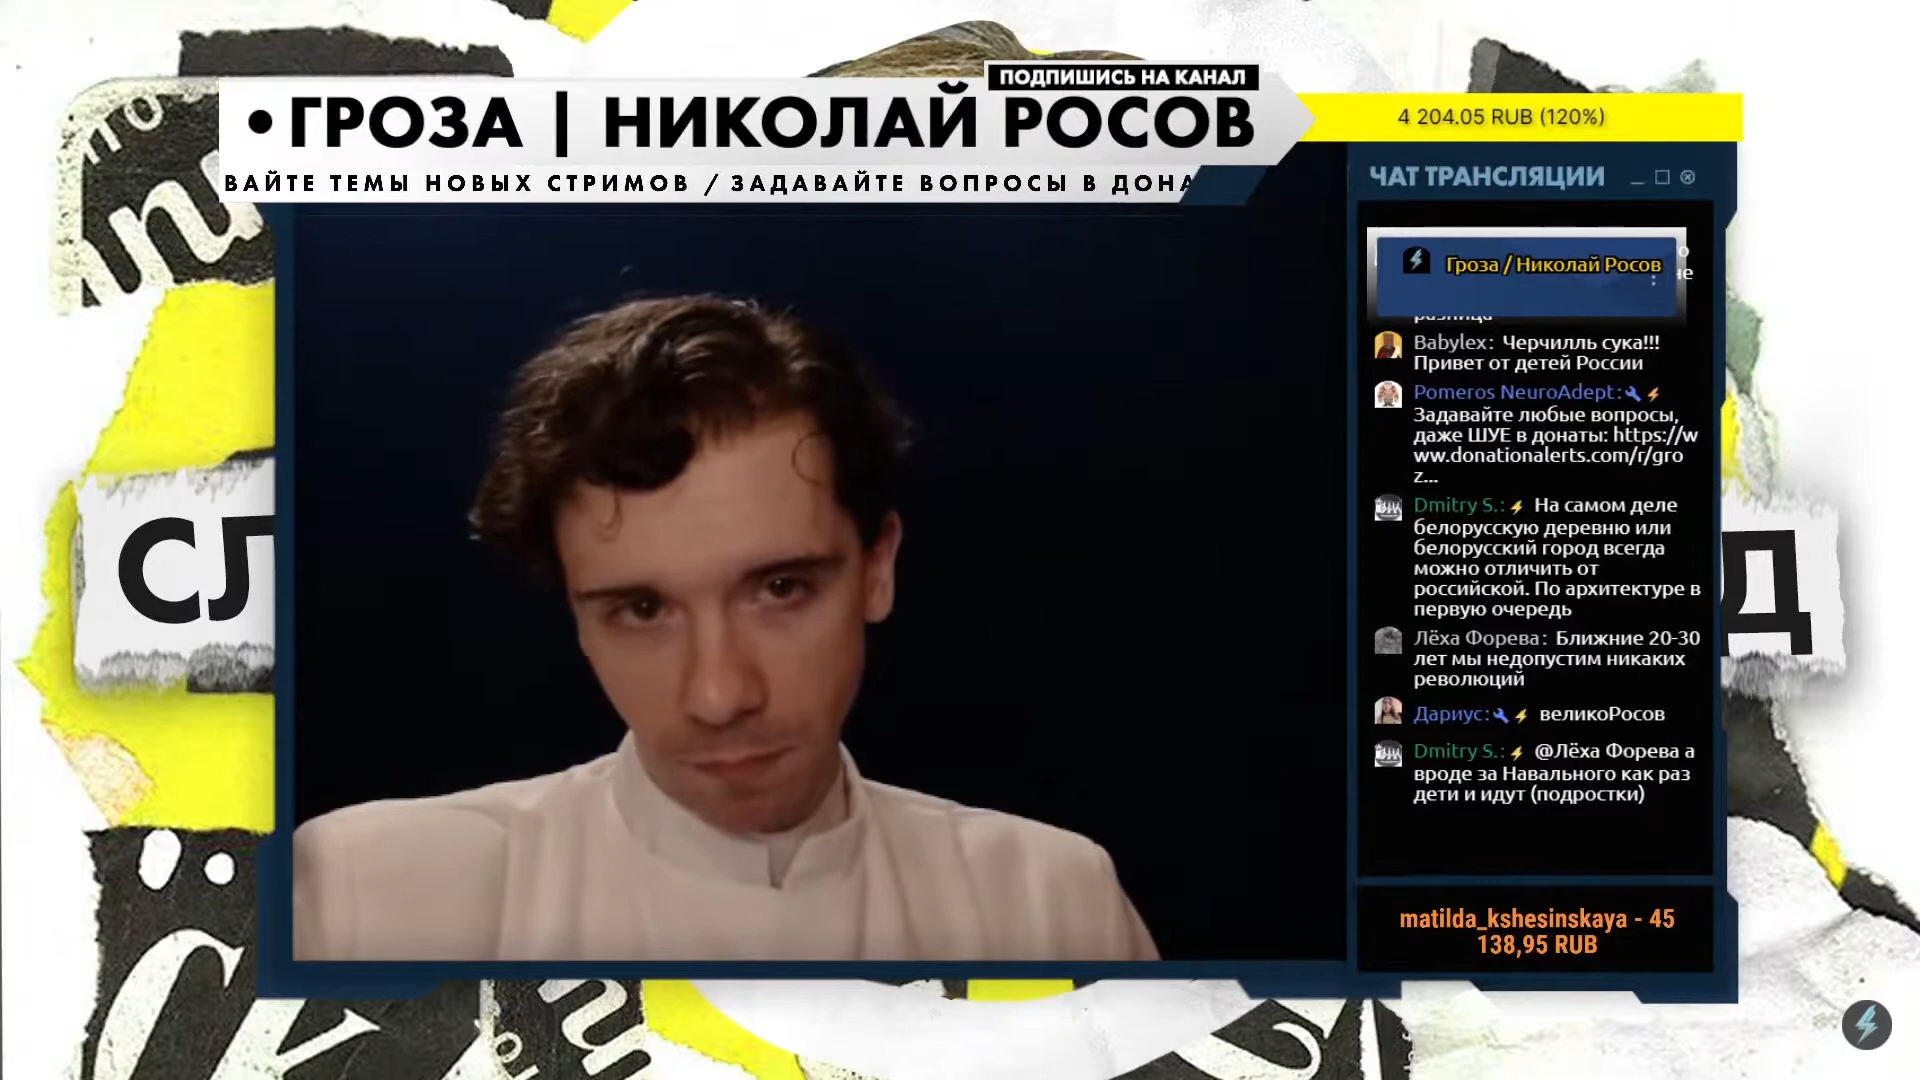 ПОДПИШИСЬ НА КАНАЛ
•ГРОЗА | НИКОЛАЙ РОСОВ
ВАЙТЕ ТЕМЫ НОВЫХ СТРИМОВ / ЗАДАВАЙТЕ ВОПРОСЫ В ДОНА
4 204.05 RUB (120%)
ЧАТ ТРАНСЛЯЦИИ
Гроза / Николай Росов
разница
Babylex: Черчилль сука!!!
Привет от детей России
Pomeros NeuroAdept:
Задавайте любые вопросы,
даже ШУЕ в донаты: https://w
ww.donationalerts.com/r/gro
z...
Dmitry S.: На самом деле
белорусскую деревню или
белорусский город всегда
можно отличить от
российской. По архитектуре в
первую очередь
Лёха Форева: Ближние 20-30
лет мы недопустим никаких
революций
Дариус: великоРосов
Dmitry S.: @Лёха Форева а
вроде за Навального как раз
дети и идут (подростки)
matilda_kshesinskaya - 45
138,95 RUB
СЛ
Д